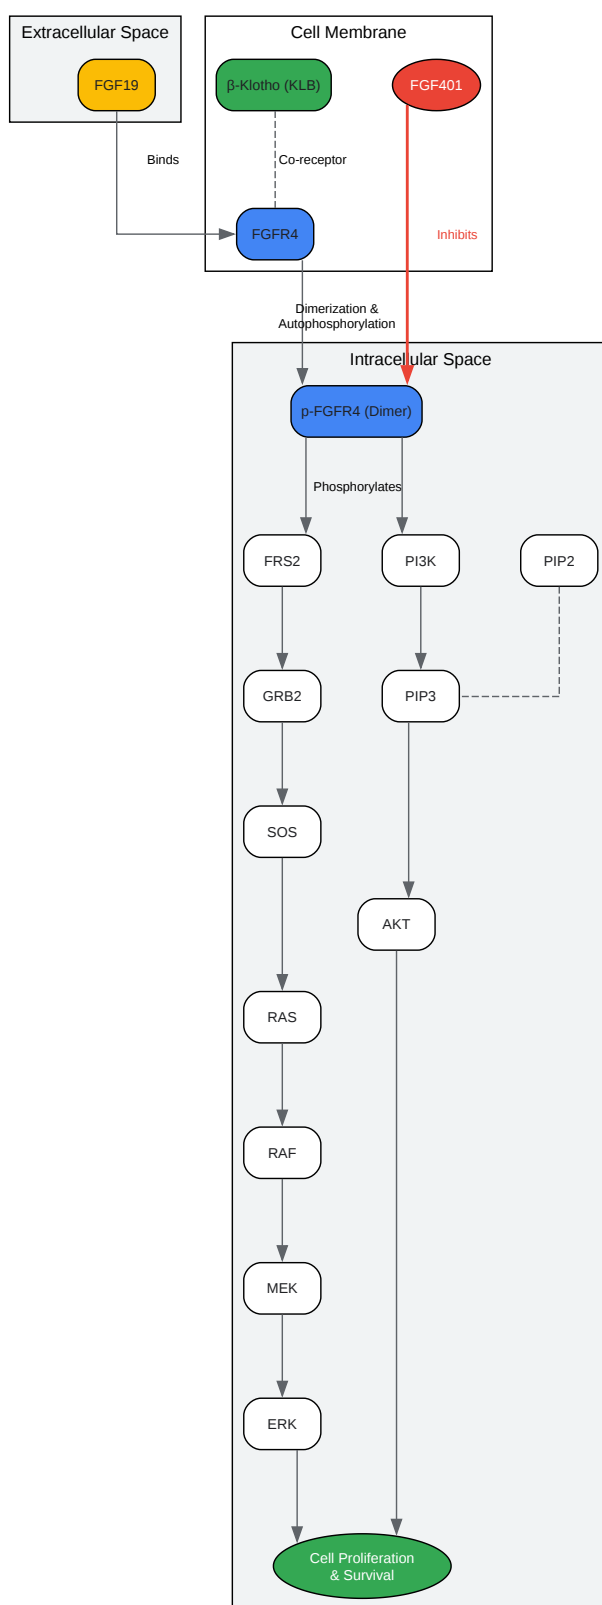 Extracellular Space
Cell Membrane
FGF19
β-Klotho (KLB)
FGF401
Binds
Co-receptor
FGFR4
Inhibits
Dimerization &
Autophosphorylation
Intracellular Space
p-FGFR4 (Dimer)
Phosphorylates
FRS2
PI3K
PIP2
GRB2
PIP3
SOS
AKT
RAS
RAF
MEK
ERK
Cell Proliferation
& Survival